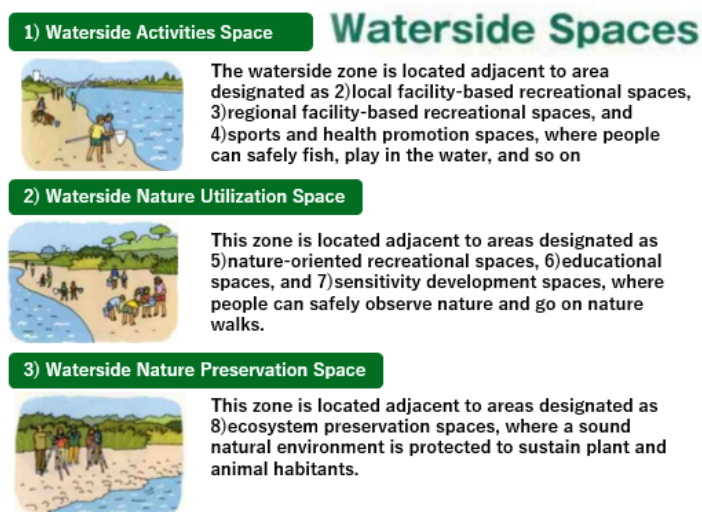 Waterside Spaces
1) Waterside Activities Space
The waterside zone is located adjacent to area
designated as 2)local facility-based recreational spaces,
3)regional facility-based recreational spaces, and
4)sports and health promotion spaces, where people
can safely fish, play in the water, and so on
2) Waterside Nature Utilization Space
This zone is located adjacent to areas designated as
5)nature-oriented recreational spaces, 6)educational
spaces, and 7)sensitivity development spaces, where
people can safely observe nature and go on nature
walks.
3) Waterside Nature Preservation Space
This zone is located adjacent to areas designated as
8)ecosystem preservation spaces, where a sound
natural environment is protected to sustain plant and
animal habitants.